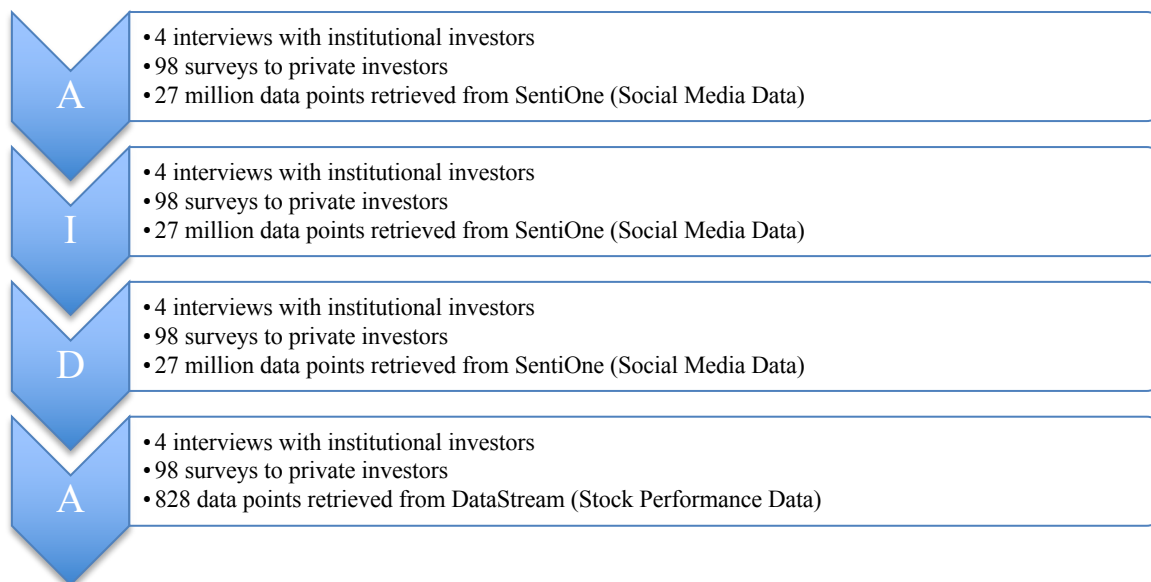 A
• 4 interviews with institutional investors
• 98 surveys to private investors
• 27 million data points retrieved from SentiOne (Social Media Data)
I
• 4 interviews with institutional investors
• 98 surveys to private investors
• 27 million data points retrieved from SentiOne (Social Media Data)
D
• 4 interviews with institutional investors
• 98 surveys to private investors
• 27 million data points retrieved from SentiOne (Social Media Data)
A
• 4 interviews with institutional investors
• 98 surveys to private investors
• 828 data points retrieved from DataStream (Stock Performance Data)